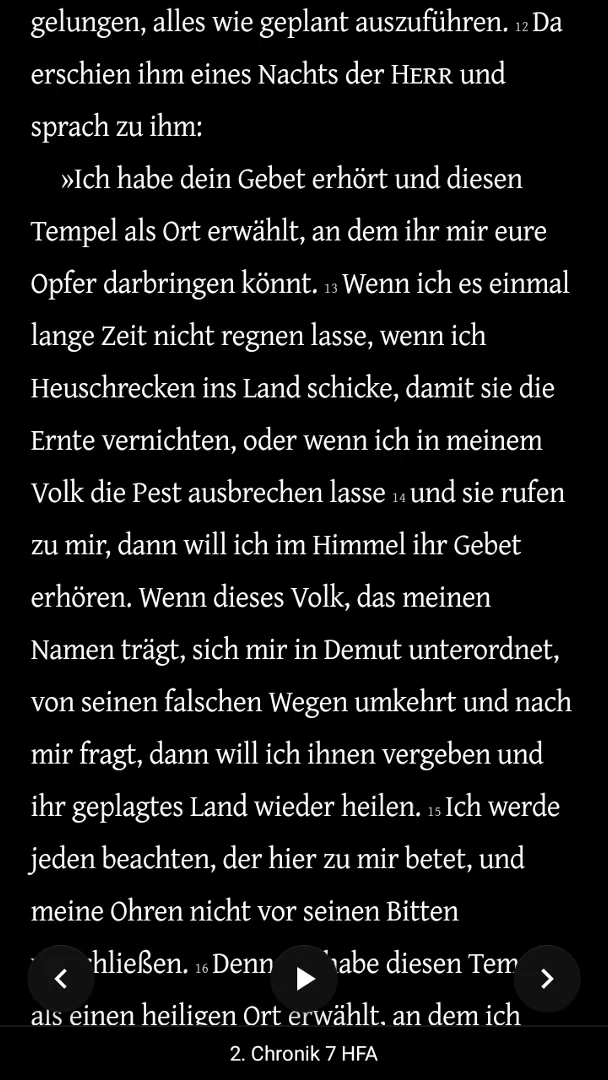 gelungen, alles wie geplant auszuführen. 12 Da
erschien ihm eines Nachts der HERR und
sprach zu ihm:
»Ich habe dein Gebet erhört und diesen
Tempel als Ort erwählt, an dem ihr mir eure
Opfer darbringen könnt. 13 Wenn ich es einmal
lange Zeit nicht regnen lasse, wenn ich
Heuschrecken ins Land schicke, damit sie die
Ernte vernichten, oder wenn ich in meinem
Volk die Pest ausbrechen lasse 14 und sie rufen
zu mir, dann will ich im Himmel ihr Gebet
erhören. Wenn dieses Volk, das meinen
Namen trägt, sich mir in Demut unterordnet,
von seinen falschen Wegen umkehrt und nach
mir fragt, dann will ich ihnen vergeben und
ihr geplagtes Land wieder heilen. 15 Ich werde
jeden beachten, der hier zu mir betet, und
meine Ohren nicht vor seinen Bitten
hließen. 16 Denn habe diesen Tem
als einen heiligen Ort erwählt, an dem ich
2. Chronik 7 HFA